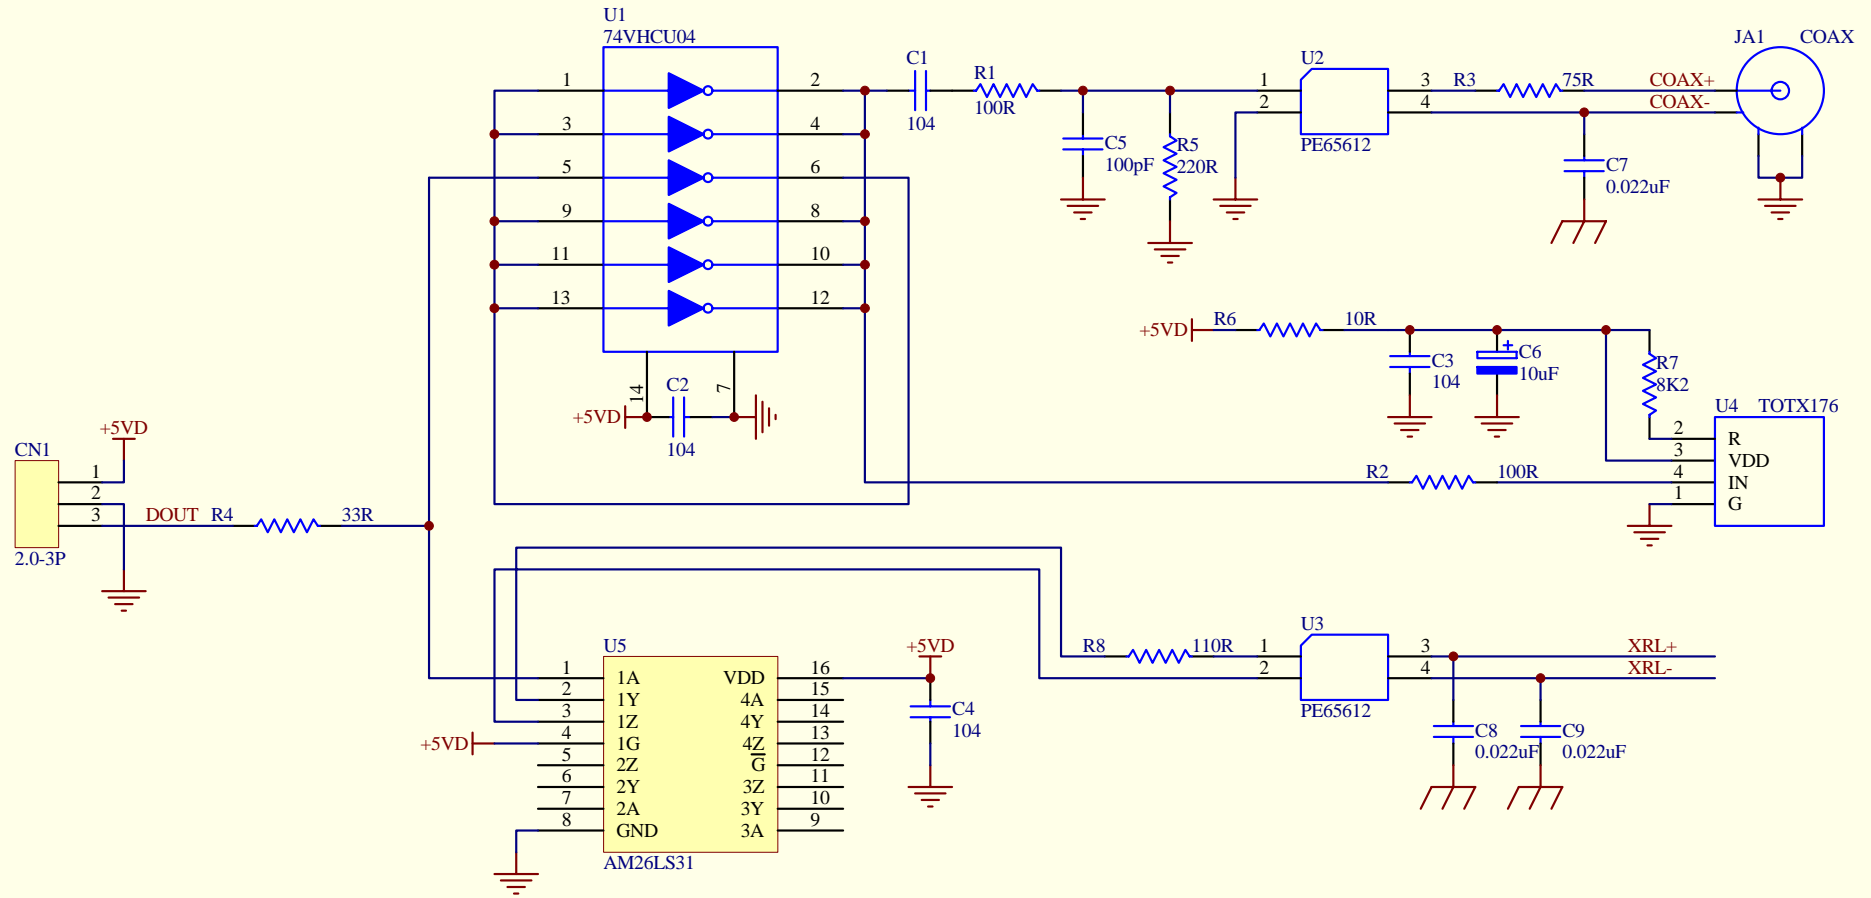 U1
74VHCU04
1 2
3 4
5 6
9 8
11 10
13 12
14 7
+5VD
C2
104
C1
104
R1
100R
C5
100pF
R5
220R
U2
1 3
2 4
PE65612
R3 75R
COAX+
COAX-
JA1 COAX
C7
0.022uF
+5VD R6 10R
C3
104
+
C6
10uF
R7
8K2
U4 TOTX176
2 R
3 VDD
4 IN
1 G
R2 100R
CN1
+5VD
1
2
3
2.0-3P
DOUT R4 33R
U5
1 1A VDD 16
2 1Y 4A 15
3 1Z 4Y 14
4 1G 4Z 13
5 2Z G 12
6 2Y 3Z 11
7 2A 3Y 10
8 GND 3A 9
AM26LS31
+5VD
+5VD
C4
104
R8 110R
U3
1 3
2 4
PE65612
XRL+
XRL-
C8
0.022uF
C9
0.022uF